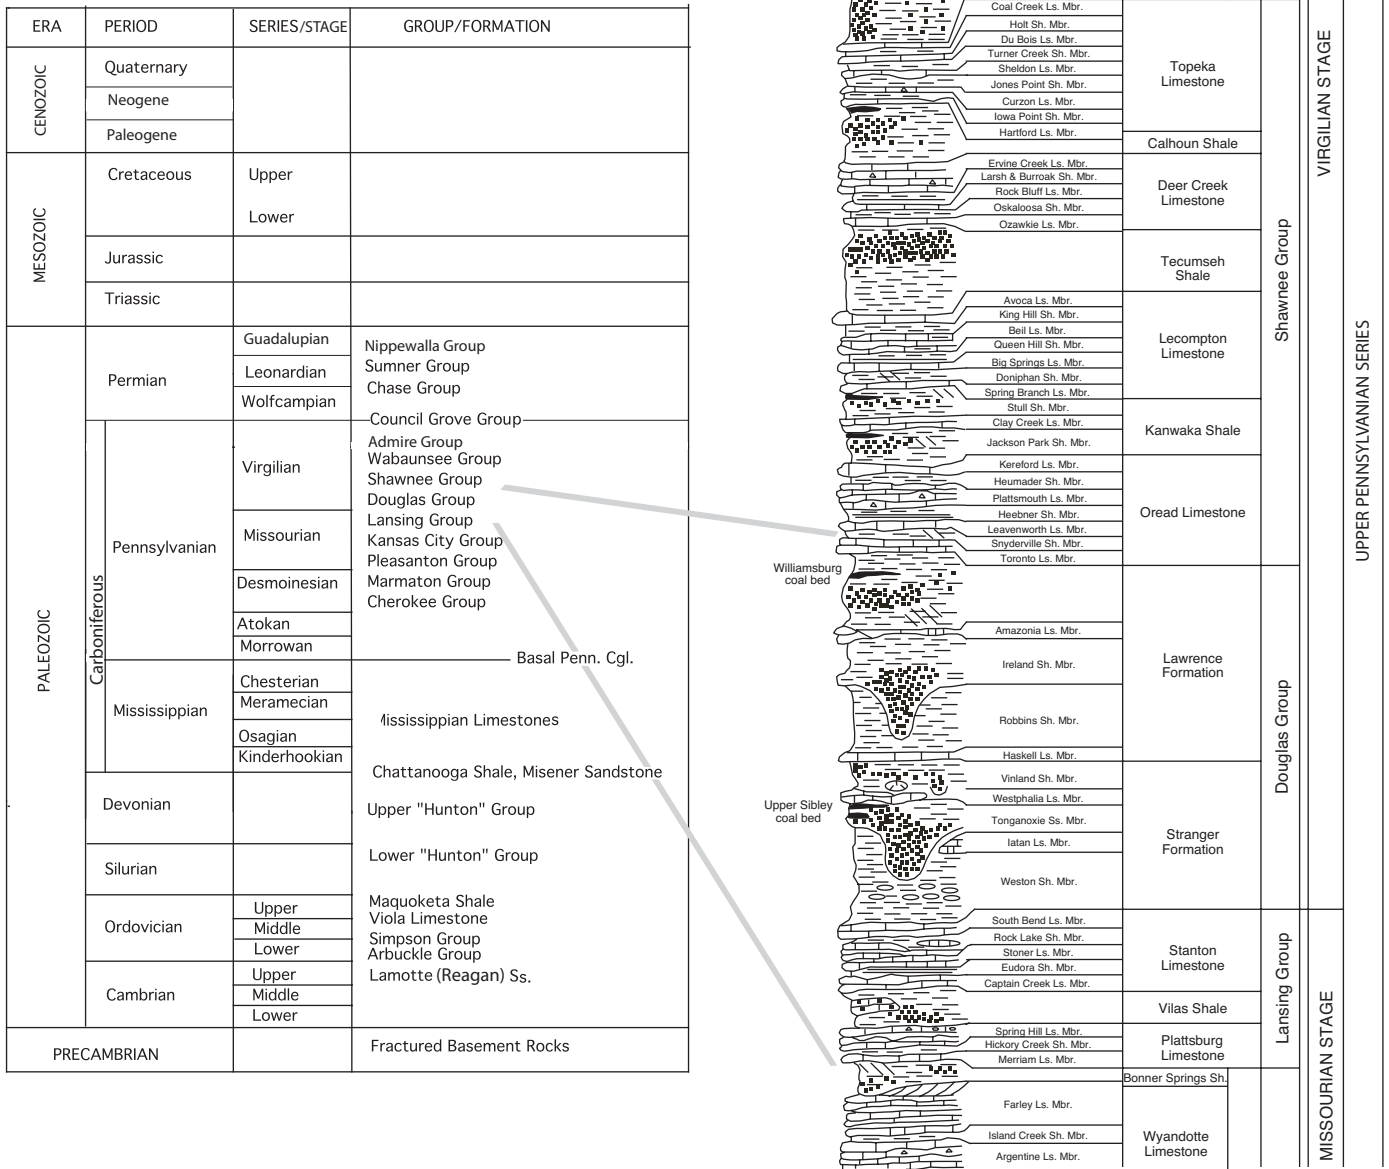 ERA PERIOD SERIES/STAGE GROUP/FORMATION
CENOZOIC
Quaternary
Neogene
Paleogene
MESOZOIC
Cretaceous Upper
Lower
Jurassic
Triassic
PALEOZOIC
Permian
Guadalupian
Leonardian
Wolfcampian
Nippewalla Group
Sumner Group
Chase Group
Council Grove Group
Carboniferous
Pennsylvanian
Virgilian
Missourian
Desmoinesian
Atokan
Morrowan
Admire Group
Wabaunsee Group
Shawnee Group
Douglas Group
Lansing Group
Kansas City Group
Pleasanton Group
Marmaton Group
Cherokee Group
Basal Penn. Cgl.
Mississippian
Chesterian
Meramecian
Osagian
Kinderhookian
Mississippian Limestones
Chattanooga Shale, Misener Sandstone
Devonian
Upper "Hunton" Group
Silurian
Lower "Hunton" Group
Ordovician
Upper
Middle
Lower
Maquoketa Shale
Viola Limestone
Simpson Group
Arbuckle Group
Cambrian
Upper
Middle
Lower
Lamotte (Reagan) Ss.
PRECAMBRIAN
Fractured Basement Rocks
Coal Creek Ls. Mbr.
Holt Sh. Mbr.
Du Bois Ls. Mbr.
Turner Creek Sh. Mbr.
Sheldon Ls. Mbr.
Jones Point Sh. Mbr.
Curzon Ls. Mbr.
Iowa Point Sh. Mbr.
Hartford Ls. Mbr.
Topeka
Limestone
Calhoun Shale
Ervine Creek Ls. Mbr.
Larsh & Burroak Sh. Mbr.
Rock Bluff Ls. Mbr.
Oskaloosa Sh. Mbr.
Ozawkie Ls. Mbr.
Deer Creek
Limestone
Tecumseh
Shale
Avoca Ls. Mbr.
King Hill Sh. Mbr.
Beil Ls. Mbr.
Queen Hill Sh. Mbr.
Big Springs Ls. Mbr.
Doniphan Sh. Mbr.
Spring Branch Ls. Mbr.
Lecompton
Limestone
Stull Sh. Mbr.
Clay Creek Ls. Mbr.
Jackson Park Sh. Mbr.
Kanwaka Shale
Kereford Ls. Mbr.
Heumader Sh. Mbr.
Plattsmouth Ls. Mbr.
Heebner Sh. Mbr.
Leavenworth Ls. Mbr.
Snyderville Sh. Mbr.
Toronto Ls. Mbr.
Oread Limestone
Shawnee Group
Williamsburg
coal bed
Amazonia Ls. Mbr.
Ireland Sh. Mbr.
Robbins Sh. Mbr.
Haskell Ls. Mbr.
Lawrence
Formation
Vinland Sh. Mbr.
Westphalia Ls. Mbr.
Upper Sibley
coal bed
Tonganoxie Ss. Mbr.
Iatan Ls. Mbr.
Weston Sh. Mbr.
Stranger
Formation
Douglas Group
South Bend Ls. Mbr.
Rock Lake Sh. Mbr.
Stoner Ls. Mbr.
Eudora Sh. Mbr.
Captain Creek Ls. Mbr.
Stanton
Limestone
Vilas Shale
Spring Hill Ls. Mbr.
Hickory Creek Sh. Mbr.
Merriam Ls. Mbr.
Plattsburg
Limestone
Lansing Group
Bonner Springs Sh.
Farley Ls. Mbr.
Island Creek Sh. Mbr.
Argentine Ls. Mbr.
Wyandotte
Limestone
VIRGILIAN STAGE
MISSOURIAN STAGE
UPPER PENNSYLVANIAN SERIES